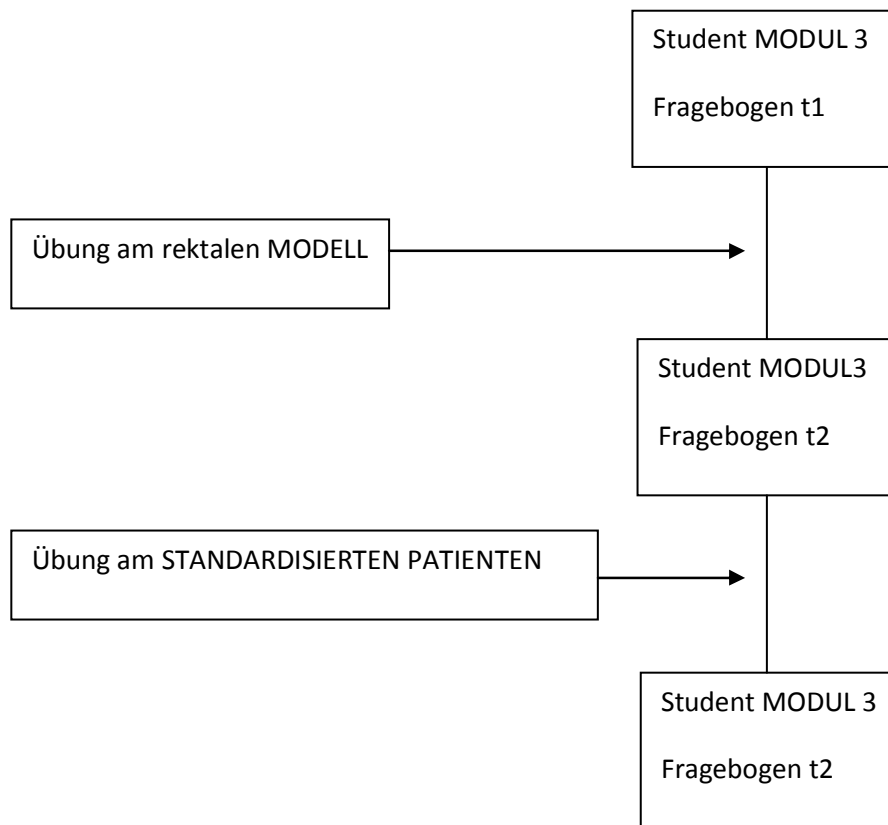 Student MODUL 3
Fragebogen t1
Übung am rektalen MODELL
Student MODUL3
Fragebogen t2
Übung am STANDARDISIERTEN PATIENTEN
Student MODUL 3
Fragebogen t2